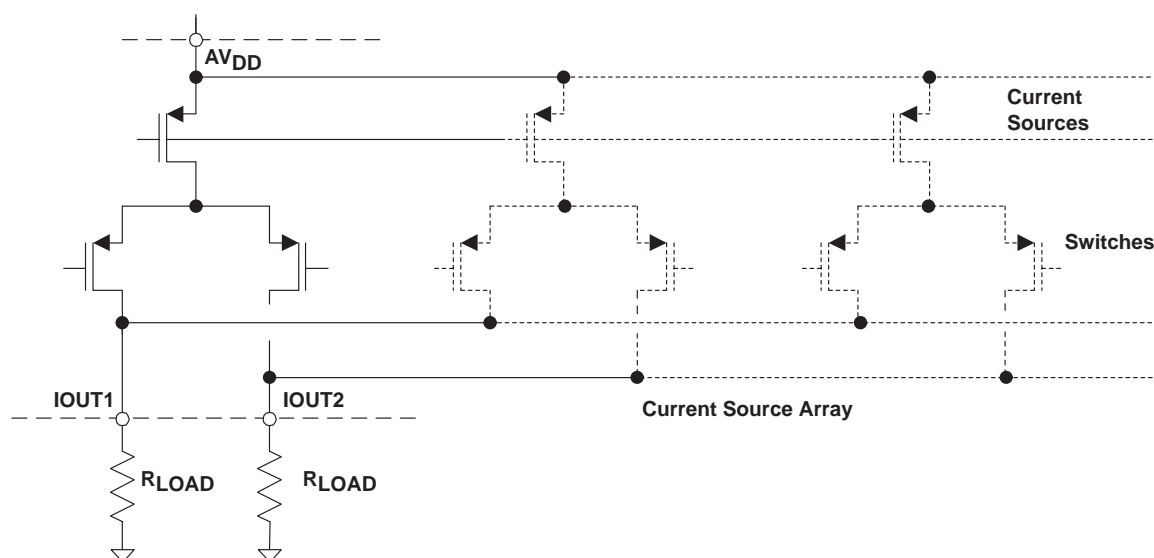 AVDD
Current
Sources
Switches
IOUT1
IOUT2
Current Source Array
RLOAD
RLOAD